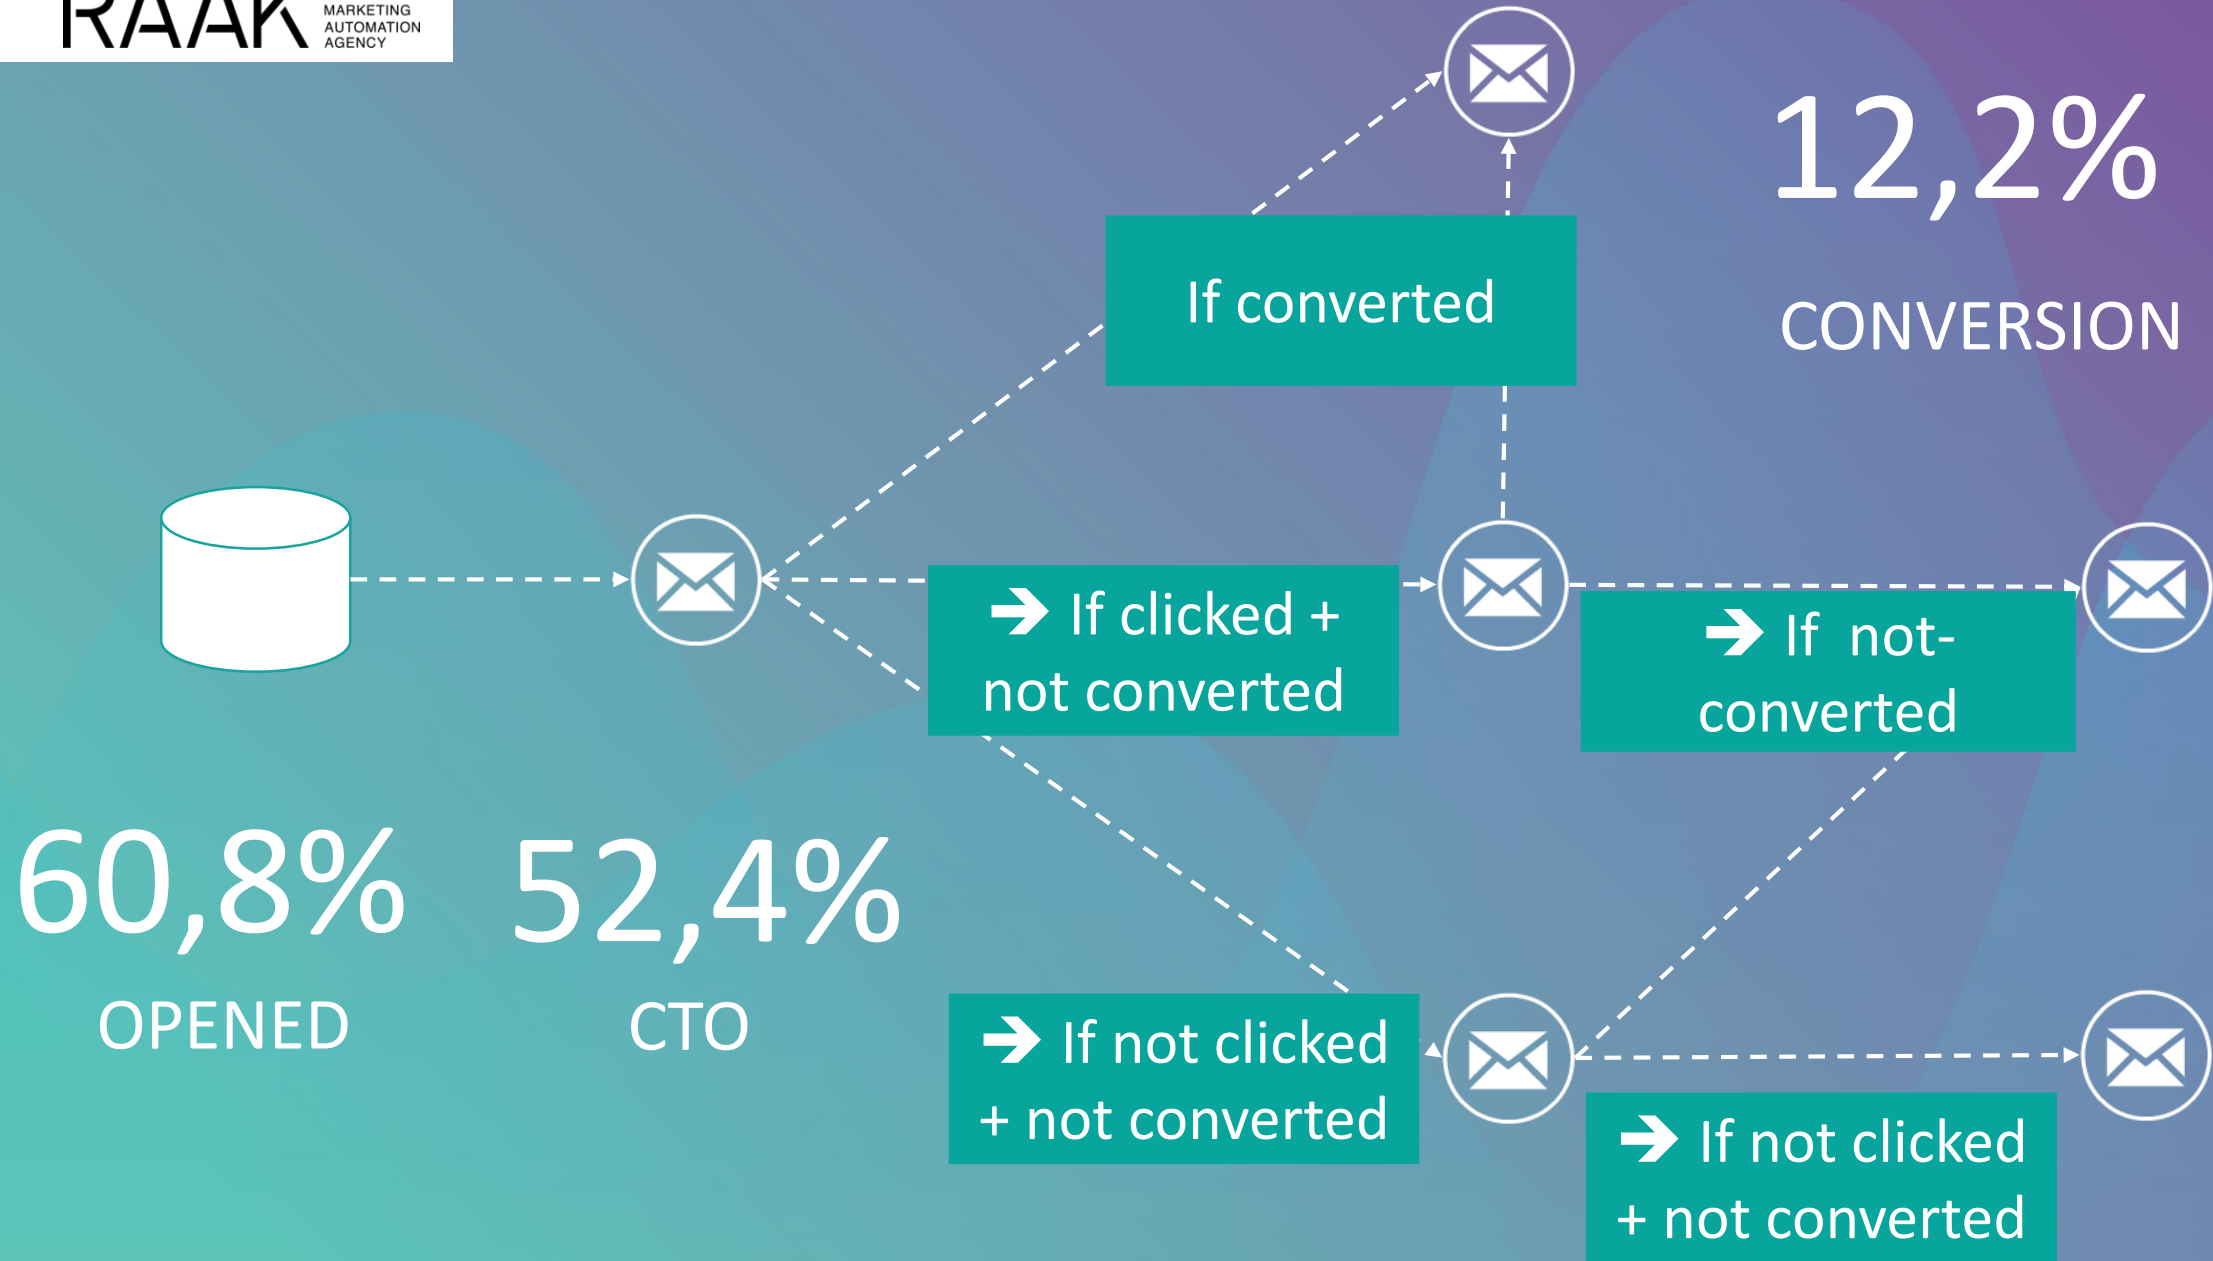 RAAK
MARKETING
AUTOMATION
AGENCY
12,2%
CONVERSION
If converted
➔ If clicked +
not converted
➔ If  not-
converted
60,8%
OPENED
52,4%
CTO
➔ If not clicked
+ not converted
➔ If not clicked
+ not converted